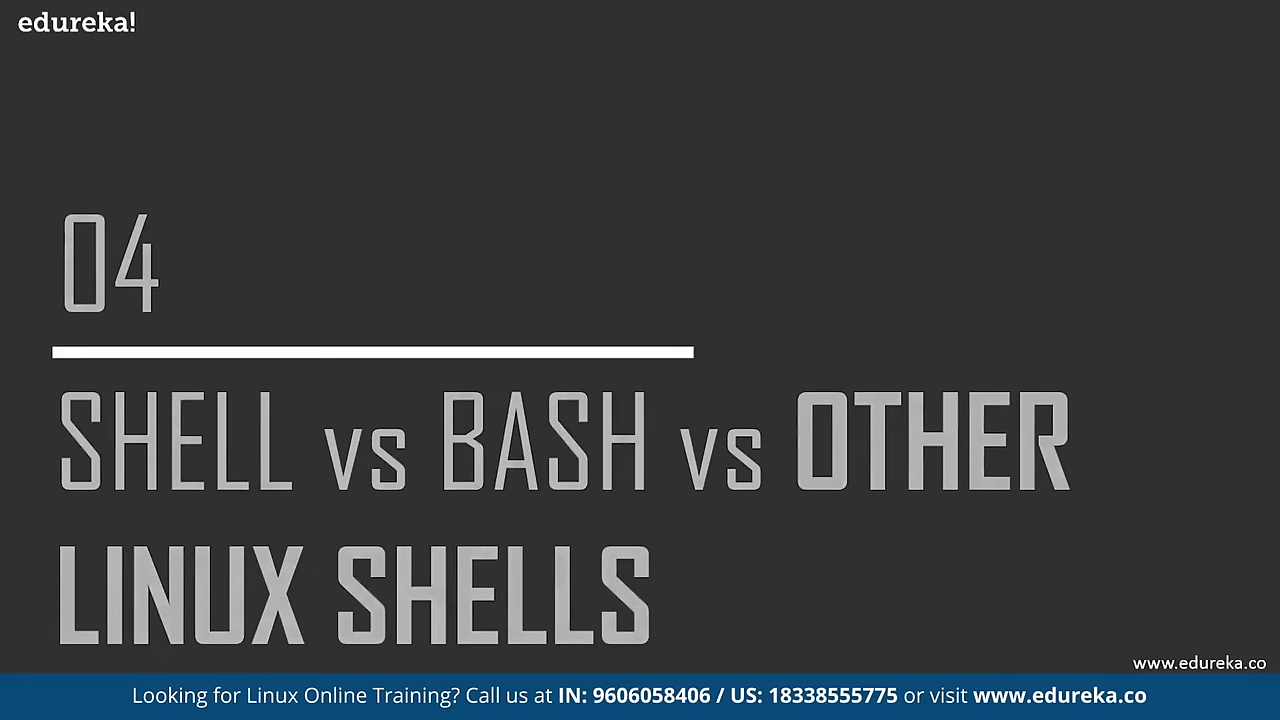 edureka!
04
SHELL vs BASH vs OTHER
LINUX SHELLS
www.edureka.co
Looking for Linux Online Training? Call us at IN: 9606058406 / US: 18338555775 or visit www.edureka.co